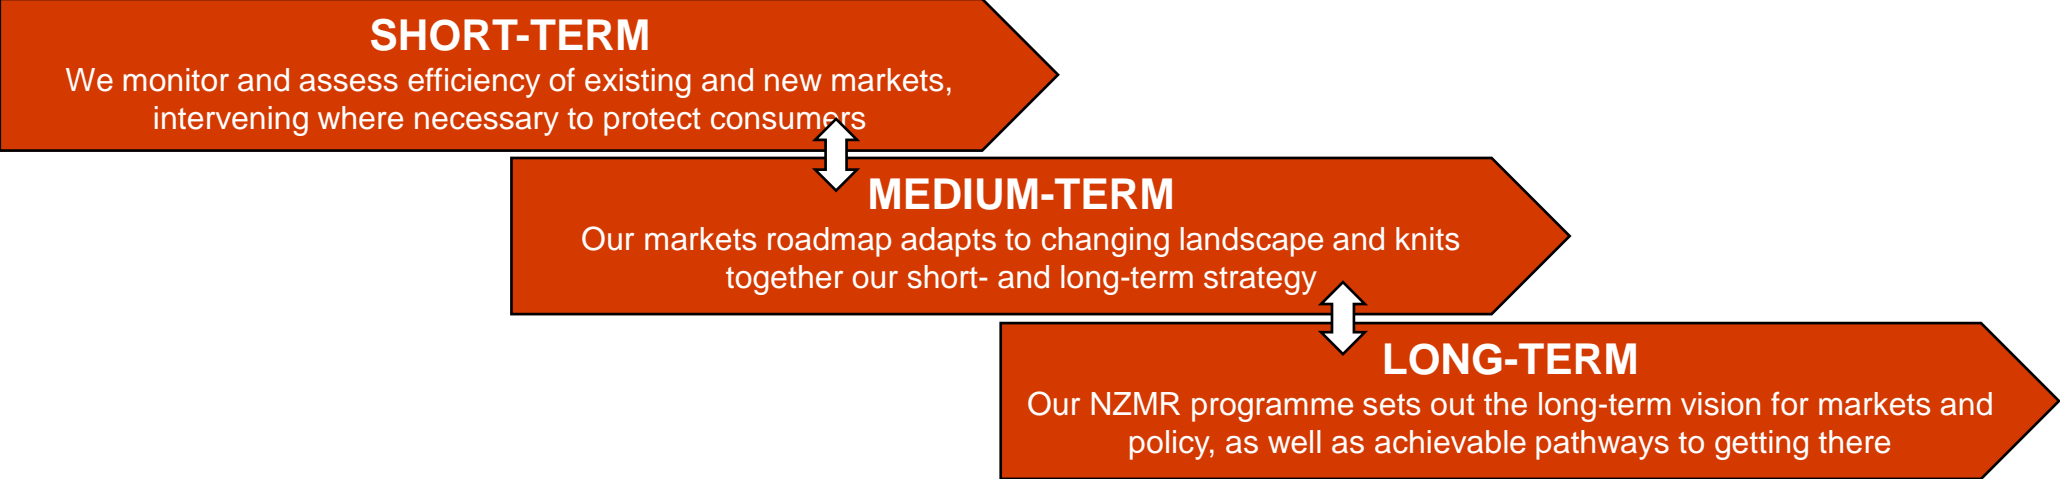 SHORT-TERM
We monitor and assess efficiency of existing and new markets,
intervening where necessary to protect consumers
MEDIUM-TERM
Our markets roadmap adapts to changing landscape and knits
together our short- and long-term strategy
LONG-TERM
Our NZMR programme sets out the long-term vision for markets and
policy, as well as achievable pathways to getting there